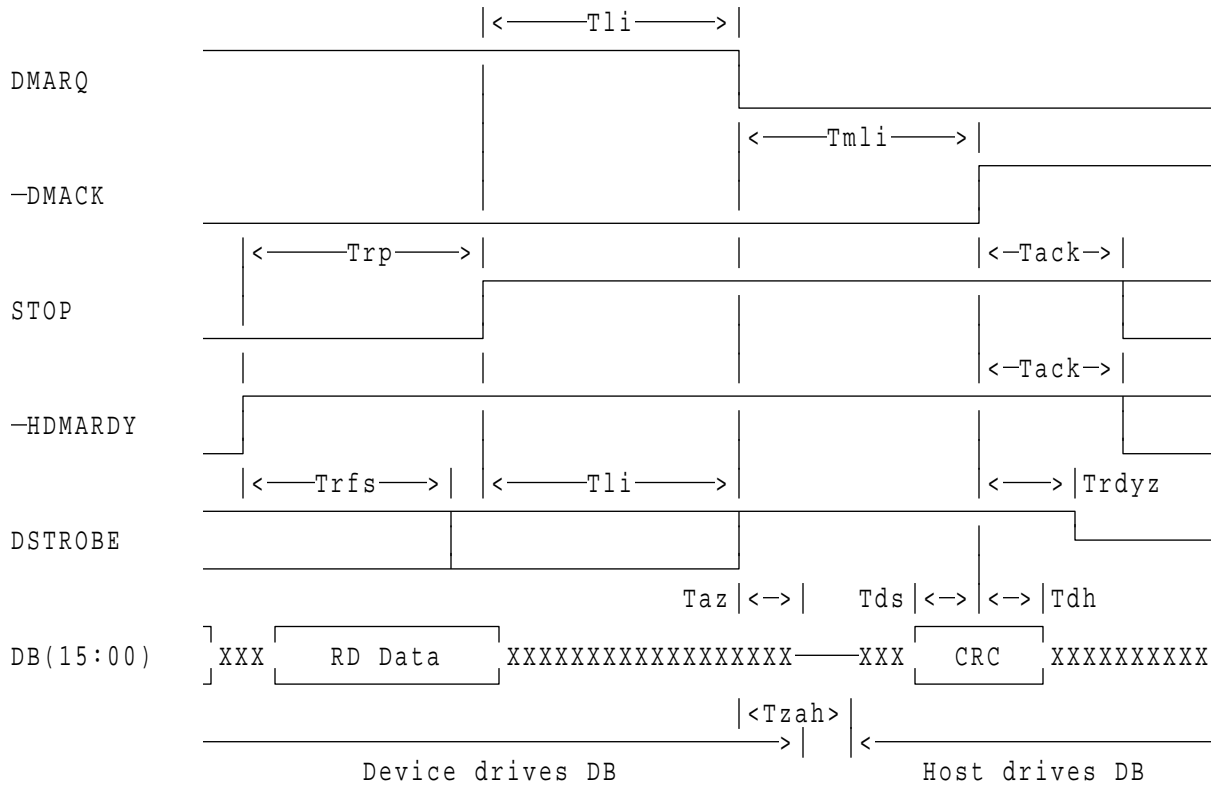 |<——Tli——>|
DMARQ
|<——Tmli——>|
—DMACK
|<——Trp——>| |<—Tack—>|
STOP
|<—Tack—>|
—HDMARDY
|<——Trfs——>| |<——Tli——>| |<——>|Trdyz
DSTROBE
Taz|<—>| Tds|<—>|<—>|Tdh
DB(15:00) XXX RD Data XXXXXXXXXXXXXXXXXX——XXX CRC XXXXXXXXXX
|<Tzah>|
>| |<
Device drives DB Host drives DB